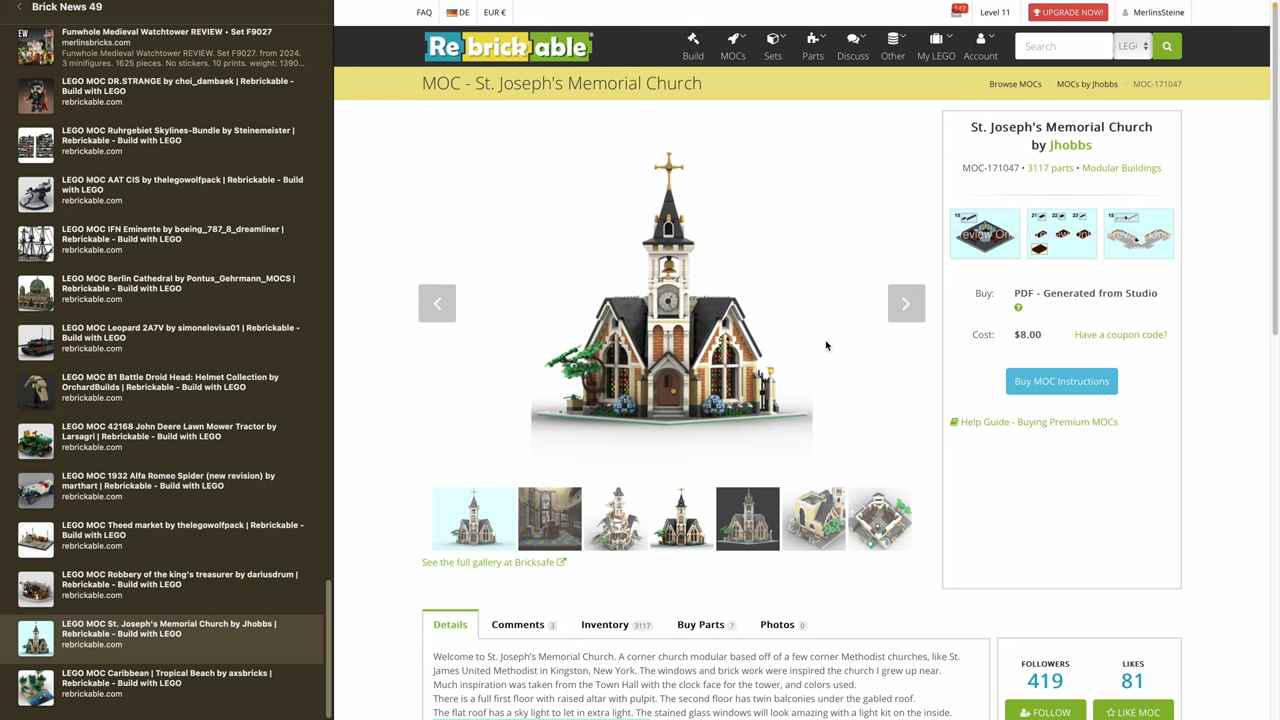 Brick News 49
Funwhole Medieval Watchtower REVIEW • Set F9027
merlinsbricks.com
Funwhole Medieval Watchtower REVIEW. Set F9027. from 2024.
3 minifigures. 1625 pieces. No stickers. 10 prints. weight: 1390...
LEGO MOC DR.STRANGE by choi_dambaek | Rebrickable -
Build with LEGO
rebrickable.com
LEGO MOC Ruhrgebiet Skylines-Bundle by Steinemeister |
Rebrickable - Build with LEGO
rebrickable.com
LEGO MOC AAT CIS by thelegowolfpack | Rebrickable - Build
with LEGO
rebrickable.com
LEGO MOC IFN Eminente by boeing_787_8_dreamliner |
Rebrickable - Build with LEGO
rebrickable.com
LEGO MOC Berlin Cathedral by Pontus_Gehrmann_MOCS |
Rebrickable - Build with LEGO
rebrickable.com
LEGO MOC Leopard 2A7V by simonelovisa01 | Rebrickable -
Build with LEGO
rebrickable.com
LEGO MOC B1 Battle Droid Head: Helmet Collection by
OrchardBuilds | Rebrickable - Build with LEGO
rebrickable.com
LEGO MOC 42168 John Deere Lawn Mower Tractor by
Larsagri | Rebrickable - Build with LEGO
rebrickable.com
LEGO MOC 1932 Alfa Romeo Spider (new revision) by
marthart | Rebrickable - Build with LEGO
rebrickable.com
LEGO MOC Theed market by thelegowolfpack | Rebrickable -
Build with LEGO
rebrickable.com
LEGO MOC Robbery of the king's treasurer by dariusdrum |
Rebrickable - Build with LEGO
rebrickable.com
LEGO MOC St. Joseph's Memorial Church by Jhobbs |
Rebrickable - Build with LEGO
rebrickable.com
LEGO MOC Caribbean | Tropical Beach by axsbricks |
Rebrickable - Build with LEGO
rebrickable.com
FAQ DE EUR € 147 Level 11 UPGRADE NOW! MerlinsSteine
Rebrickable Build MOCs Sets Parts Discuss Other My LEGO Account Search LEG
MOC - St. Joseph's Memorial Church Browse MOCs MOCs by Jhobbs MOC-171047
St. Joseph's Memorial Church
by Jhobbs
MOC-171047 • 3117 parts • Modular Buildings
15 21 22 23 15
review On
Buy: PDF - Generated from Studio
Cost: $8.00 Have a coupon code?
Buy MOC Instructions
Help Guide - Buying Premium MOCs
See the full gallery at Bricksafe
Details Comments 3 Inventory 3117 Buy Parts ? Photos 0
Welcome to St. Joseph's Memorial Church. A corner church modular based off of a few corner Methodist churches, like St.
James United Methodist in Kingston, New York. The windows and brick work were inspired the church I grew up near.
Much inspiration was taken from the Town Hall with the clock face for the tower, and colors used.
There is a full first floor with raised altar with pulpit. The second floor has twin balconies under the gabled roof.
The flat roof has a sky light to let in extra light. The stained glass windows will look amazing with a light kit on the inside.
FOLLOWERS LIKES
419 81
FOLLOW LIKE MOC